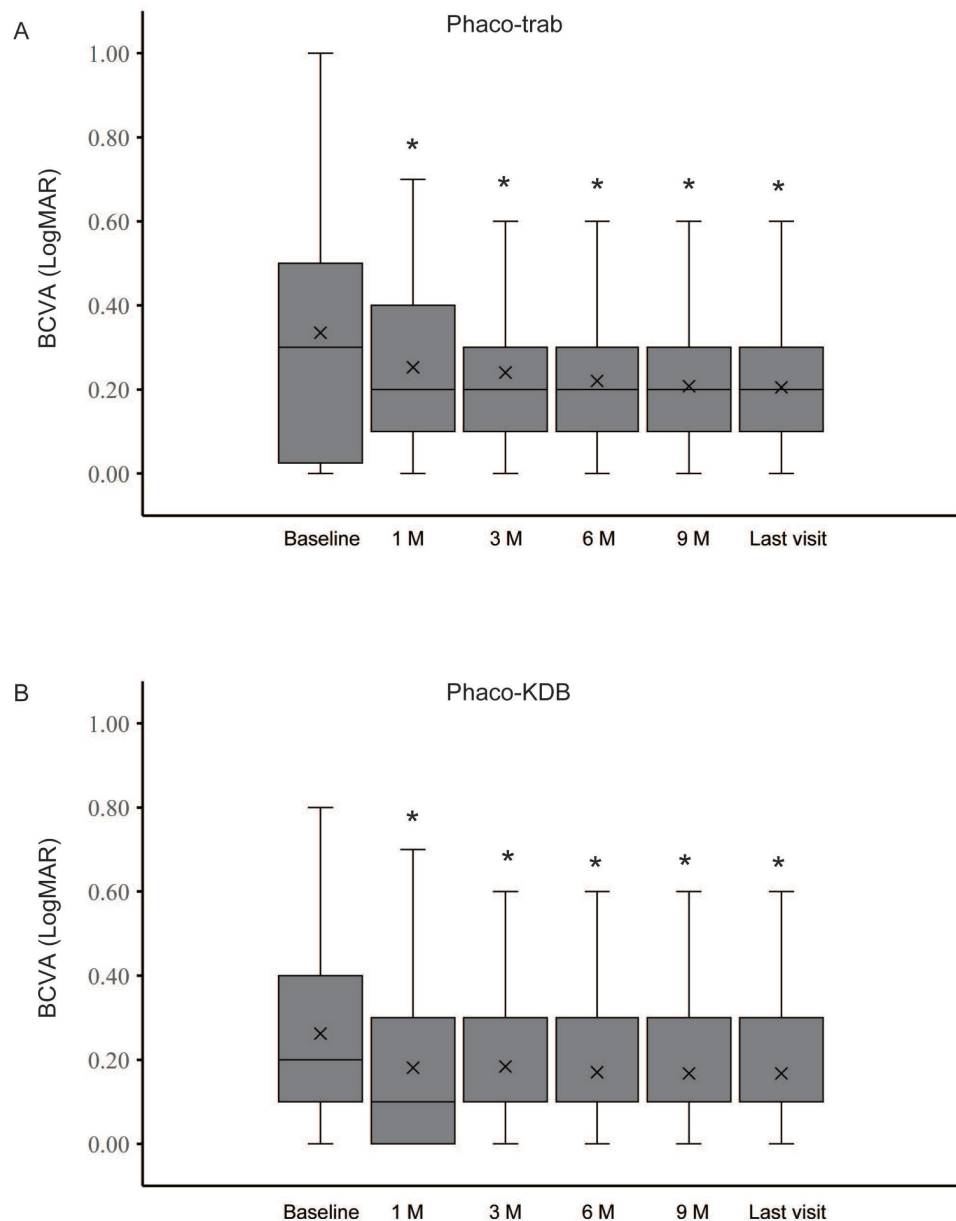 A
Phaco-trab
BCVA (LogMAR)
1.00
0.80
0.60
0.40
0.20
0.00
* * * * *
Baseline 1 M 3 M 6 M 9 M Last visit
B
Phaco-KDB
BCVA (LogMAR)
1.00
0.80
0.60
0.40
0.20
0.00
* * * * *
Baseline 1 M 3 M 6 M 9 M Last visit